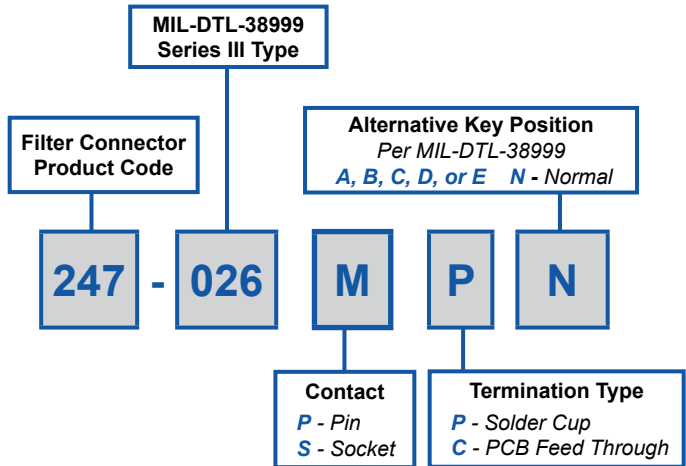 MIL-DTL-38999
Series III Type
Filter Connector
Product Code
Alternative Key Position
Per MIL-DTL-38999
A, B, C, D, or E N - Normal
247 - 026 M P N
Contact
P - Pin
S - Socket
Termination Type
P - Solder Cup
C - PCB Feed Through